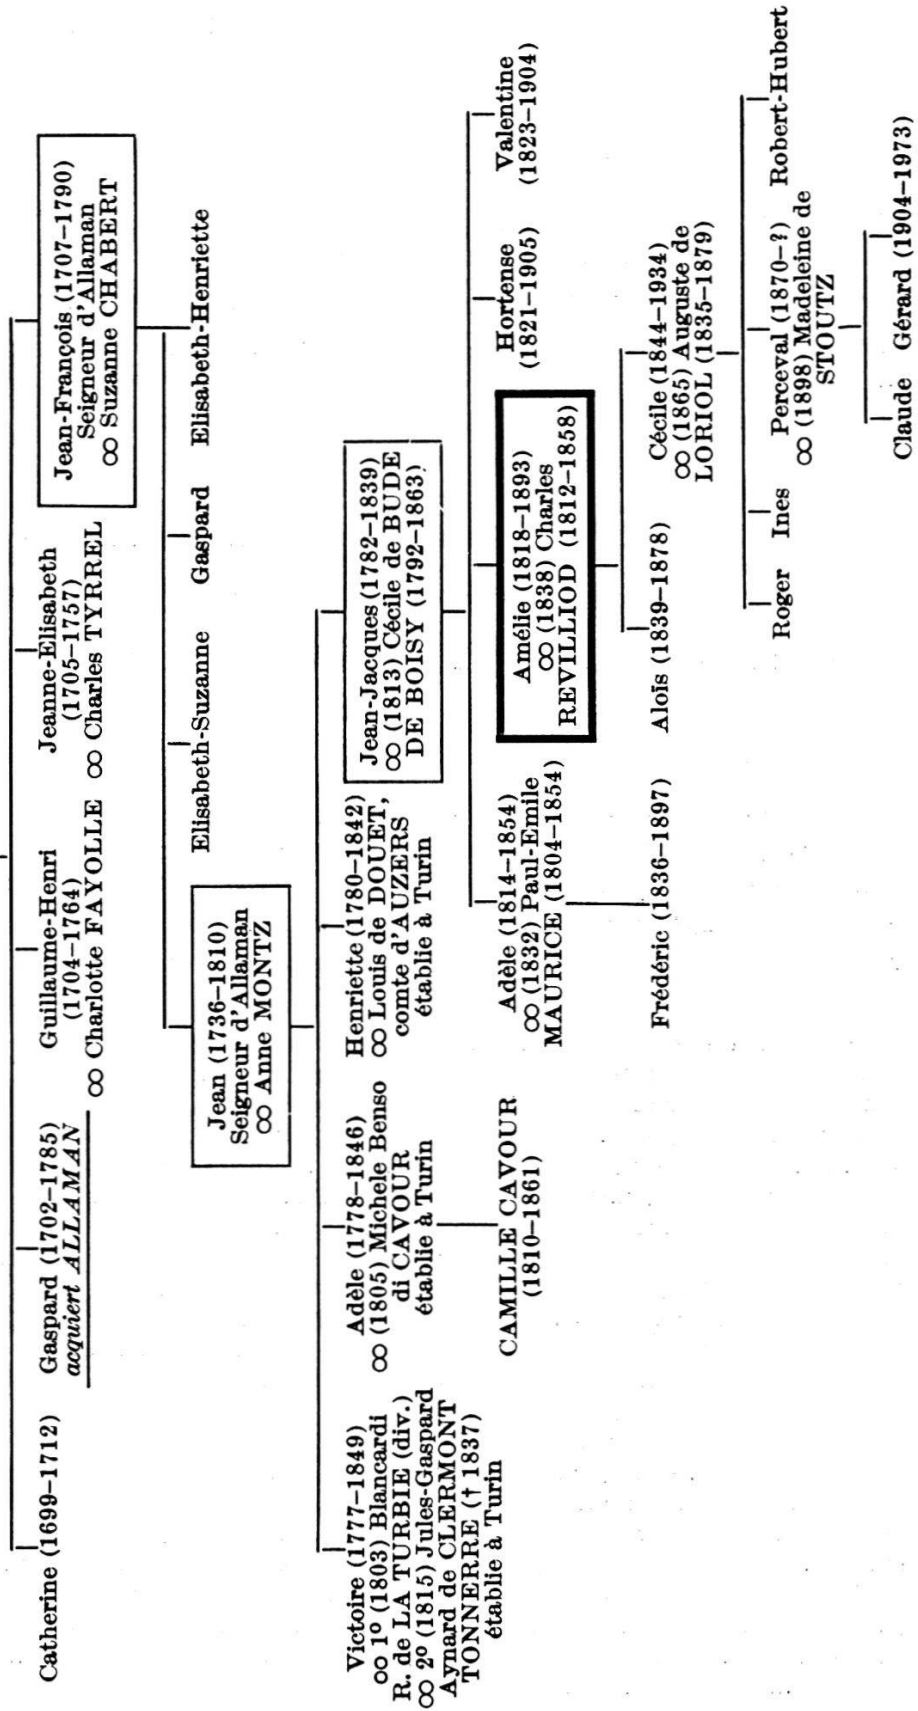 Catherine (1699–1712)
Gaspard (1702–1785)
acquiert ALLAMAN
Guillaume-Henri
(1704–1764)
∞ Charlotte FAYOLLE
Jeanne-Elisabeth
(1705–1757)
∞ Charles TYRREL
Jean-François (1707–1790)
Seigneur d'Allaman
∞ Suzanne CHABERT
Jean (1736–1810)
Seigneur d'Allaman
∞ Anne MONTZ
Elisabeth-Suzanne
Gaspard
Elisabeth-Henriette
Victoire (1777–1849)
∞ 1º (1803) Blancardi
R. de LA TURBIE (div.)
∞ 2º (1815) Jules-Gaspard
Aynard de CLERMONT
TONNERRE († 1837)
établie à Turin
Adèle (1778–1846)
∞ (1805) Michele Benso
di CAVOUR
établie à Turin
Henriette (1780–1842)
∞ Louis de DOUET,
comte d'AUZERS
établie à Turin
Jean-Jacques (1782–1839)
∞ (1813) Cécile de BUDE
DE BOISY (1792–1863)
CAMILLE CAVOUR
(1810–1861)
Adèle (1814–1854)
∞ (1832) Paul-Emile
MAURICE (1804–1854)
Amélie (1818–1893)
∞ (1838) Charles
REVILLIOD (1812–1858)
Hortense
(1821–1905)
Valentine
(1823–1904)
Frédéric (1836–1897)
Aloïs (1839–1878)
Cécile (1844–1934)
∞ (1865) Auguste de
LORIOL (1835–1879)
Roger
Ines
Perceval (1870–?)
∞ (1898) Madeleine de
STOUTZ
Robert-Hubert
Claude
Gérard (1904–1973)